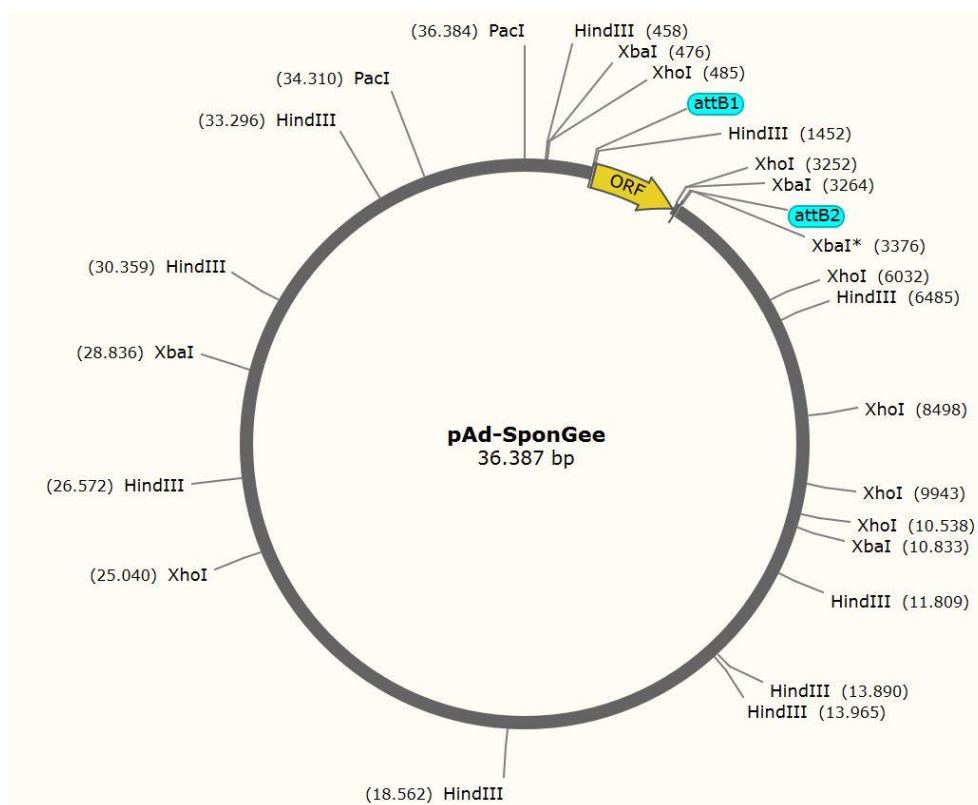 (36.384) PacI
HindIII (458)
XbaI (476)
XhoI (485)
attB1
HindIII (1452)
XhoI (3252)
XbaI (3264)
attB2
XbaI* (3376)
XhoI (6032)
HindIII (6485)
XhoI (8498)
XhoI (9943)
XhoI (10.538)
XbaI (10.833)
HindIII (11.809)
HindIII (13.890)
HindIII (13.965)
(18.562) HindIII
(25.040) XhoI
(26.572) HindIII
(28.836) XbaI
(30.359) HindIII
(33.296) HindIII
(34.310) PacI
ORF
pAd-SponGee
36.387 bp